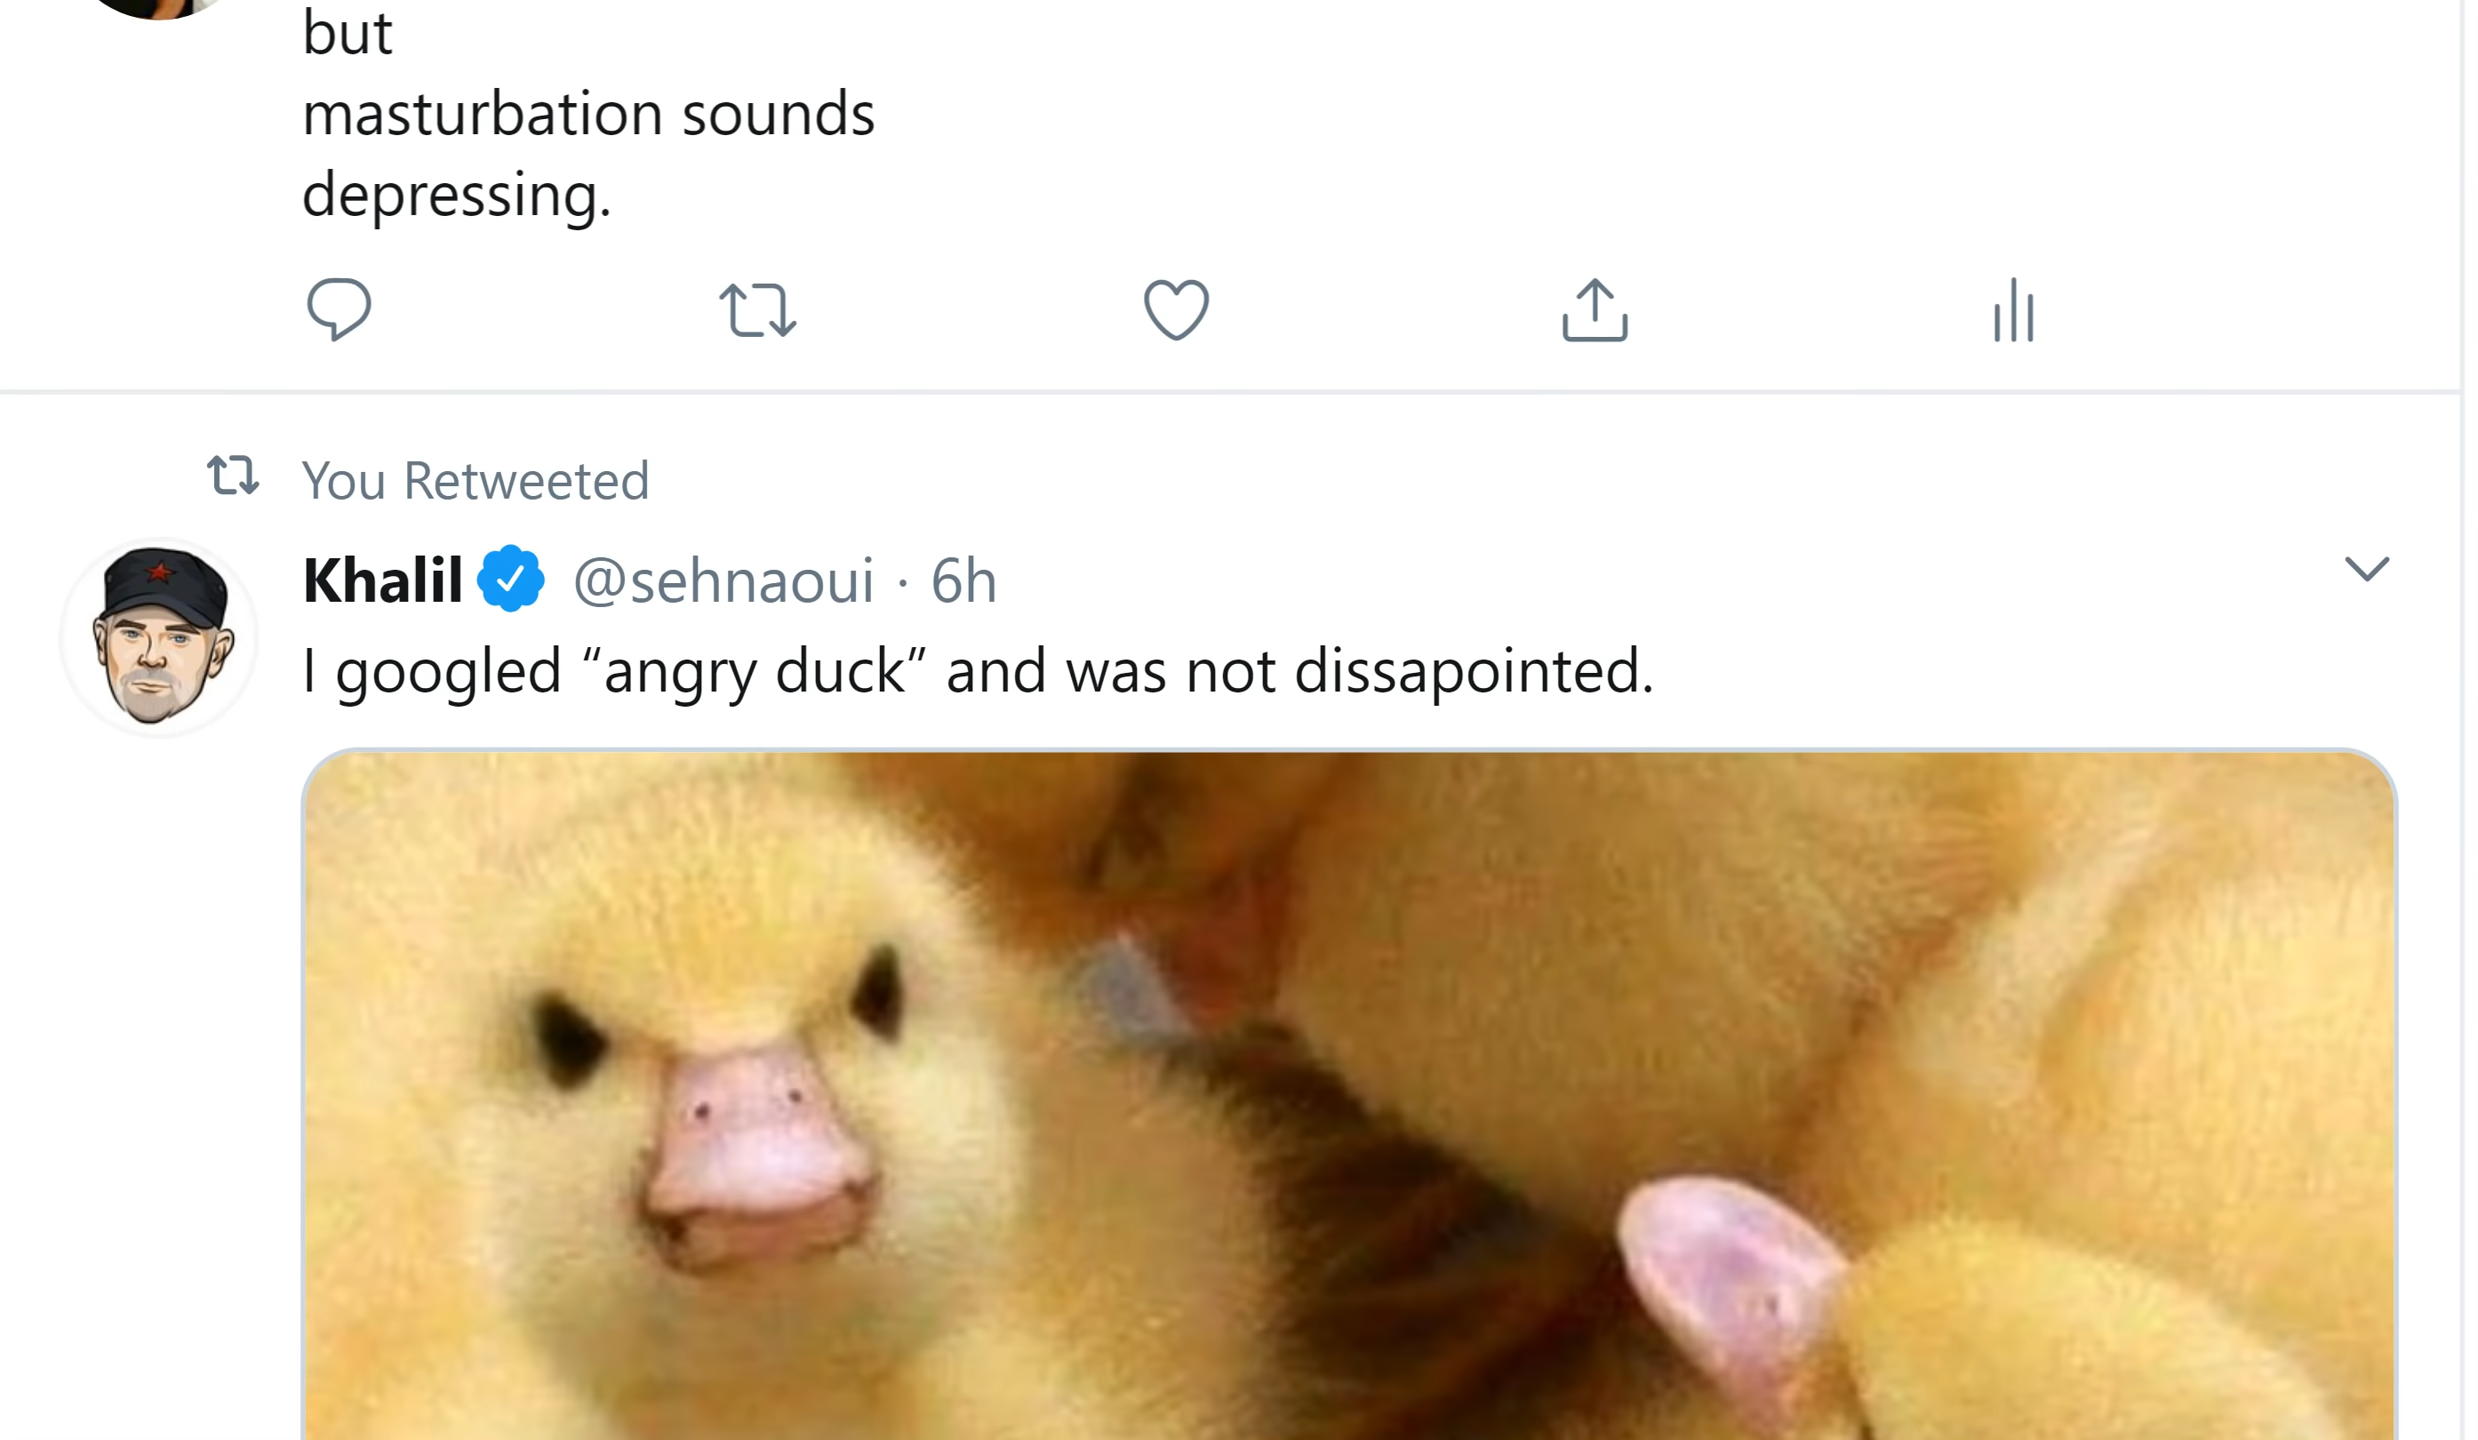 but
masturbation sounds
depressing.
You Retweeted
Khalil @sehnaoui · 6h
I googled “angry duck” and was not dissapointed.